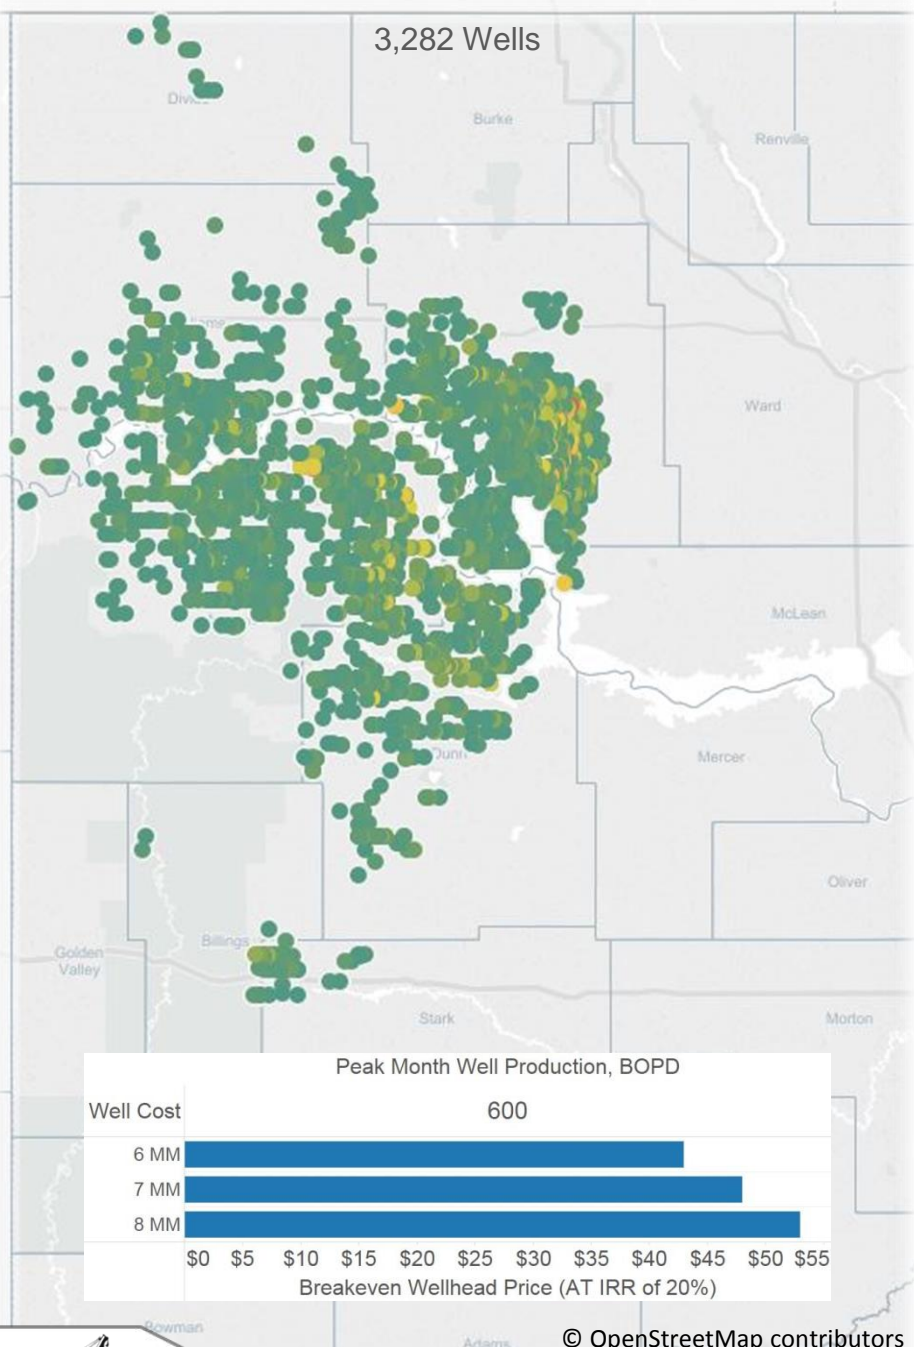 3,282 Wells
Burke
Renville
Ward
McLean
Dunn
Mercer
Oliver
Billings
Golden
Valley
Stark
Morton
Peak Month Well Production, BOPD
Well Cost 600
6 MM
7 MM
8 MM
$0 $5 $10 $15 $20 $25 $30 $35 $40 $45 $50 $55
Breakeven Wellhead Price (AT IRR of 20%)
Bowman
Adams
© OpenStreetMap contributors